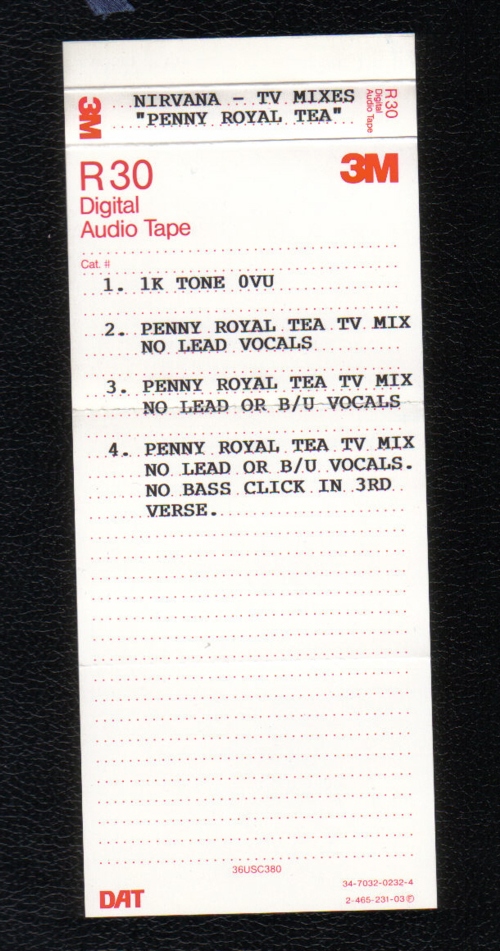 3M
NIRVANA - TV MIXES
"PENNY ROYAL TEA"
R30
Digital
Audio Tape
R30
Digital
Audio Tape
3M
Cat. #
1. 1K TONE 0VU
2. PENNY ROYAL TEA TV MIX
NO LEAD VOCALS
3. PENNY ROYAL TEA TV MIX
NO LEAD OR B/U VOCALS
4. PENNY ROYAL TEA TV MIX
NO LEAD OR B/U VOCALS.
NO BASS CLICK IN 3RD
VERSE.
36USC380
34-7032-0232-4
2-465-231-03 Ⓟ
DAT